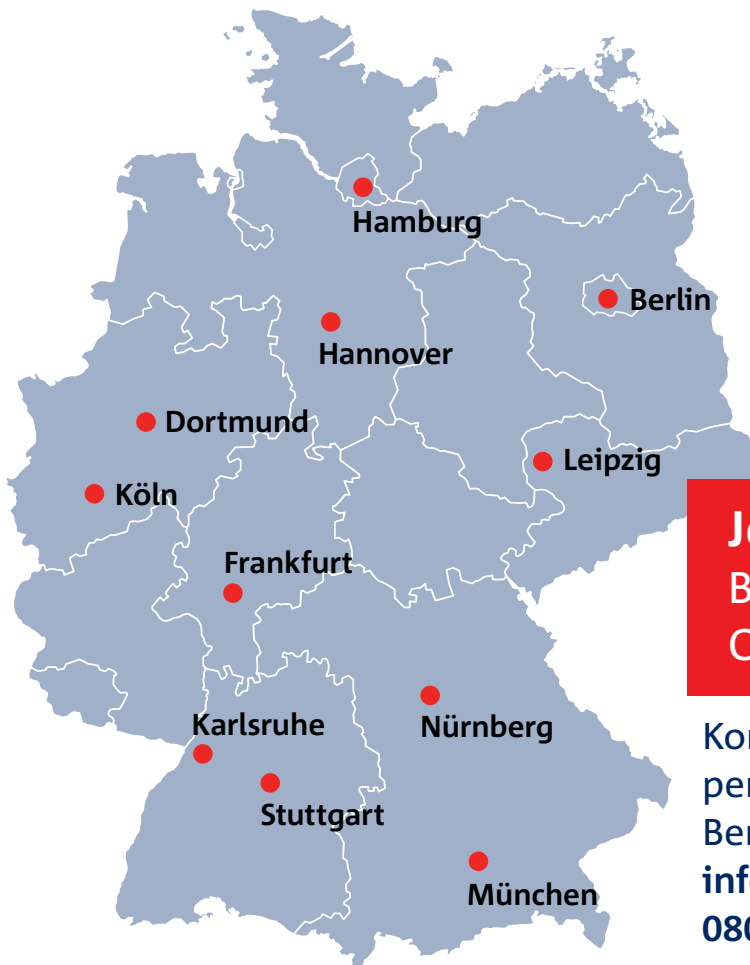 Hamburg
Berlin
Hannover
Dortmund
Leipzig
Köln
Frankfurt
Nürnberg
Karlsruhe
Stuttgart
München